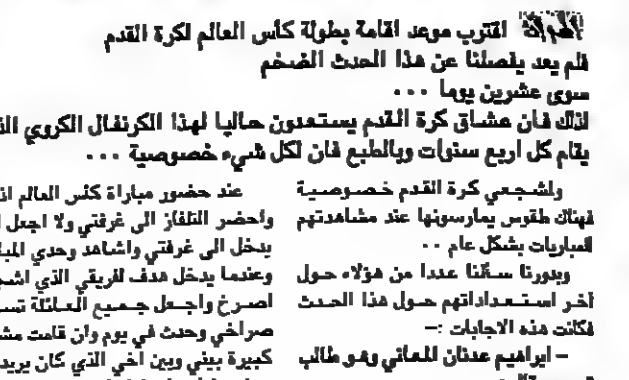 اقترب موعد اقامة بطولة كأس العالم لكرة القدم
فلم يعد يفصلنا عن هذا الحدث الضخم
سوى عشرين يوما ...
لذلك فان عشاق كرة القدم يستعدون حاليا لهذا الكرنفال الكروي
يقام كل اربع سنوات وبالطبع فان لكل شيء خصوصية ...
ولمشجعي كرة القدم خصوصية
فهناك طقوس يمارسونها عند مشاهدتهم
للمباريات بشكل عام ..
وبدورنا سألنا عددا من هؤلاء حول
آخر استعداداتهم حول هذا الحدث
فكانت هذه الاجابات :-
- ابراهيم عدنان المعاني وهو طالب
عند حضور مباراة كأس العالم
واحضر التلفاز الى غرفتي ولا اجعل
يدخل الى غرفتي واشاهد وحدي
وعندما يدخل هدف لفريقي الذي
اصرخ واجعل جميع العائلة
صراخي وحدث في يوم وان قامت
كبيرة بيني وبين اخي الذي كان يريد